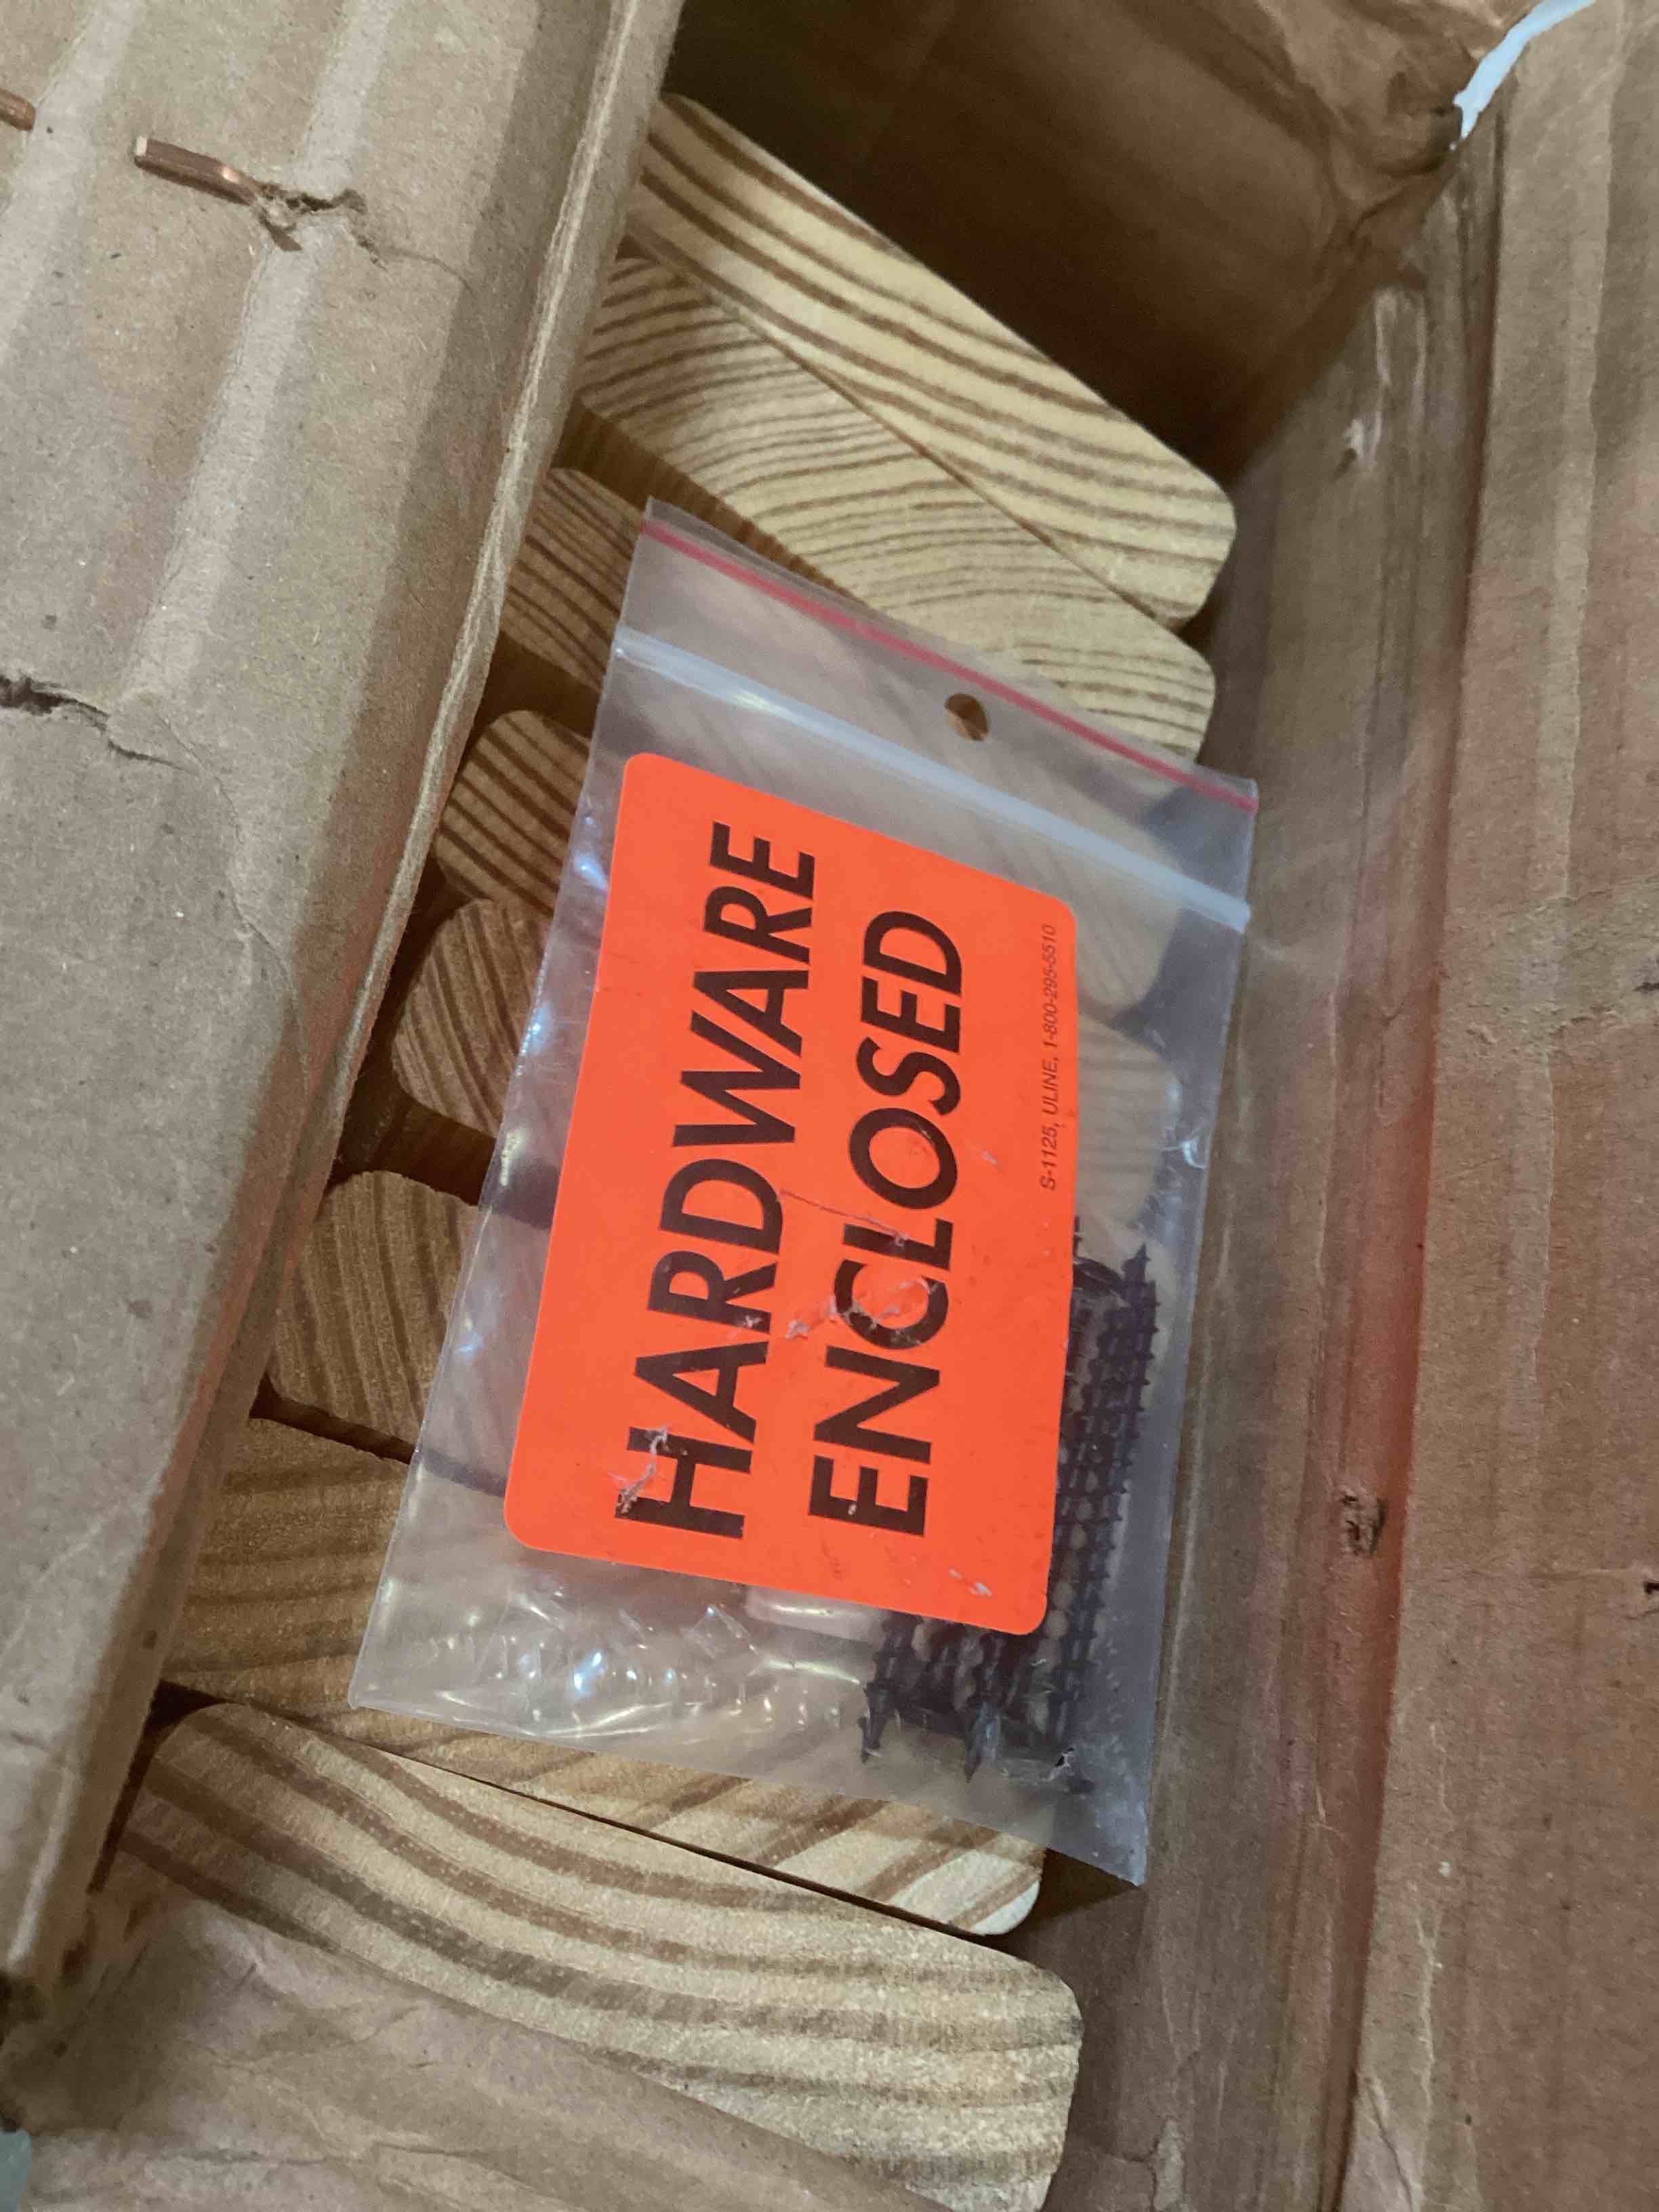 HARDWARE
ENCLOSED
S-1125, ULINE, 1-800-295-5510